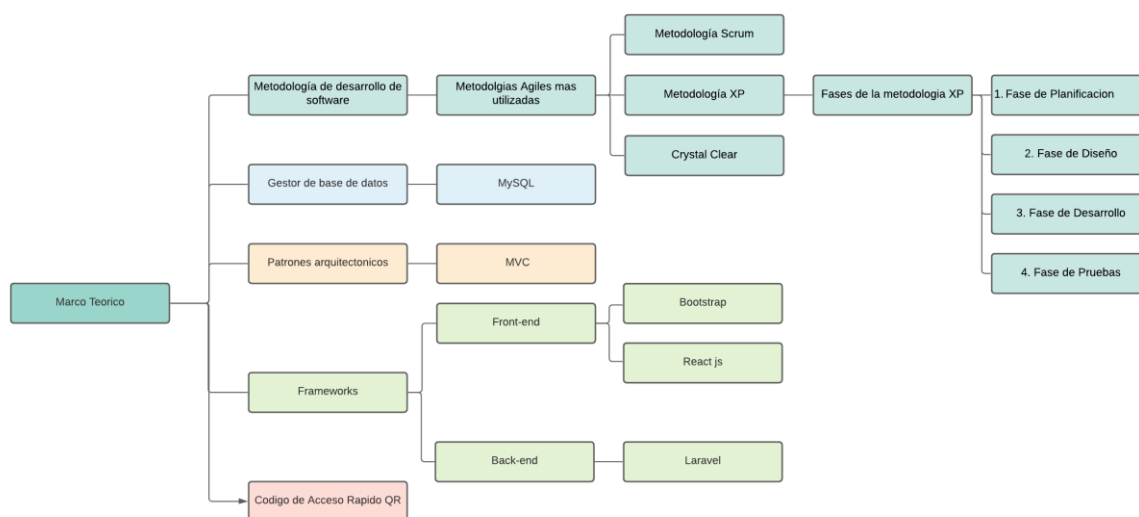 Metodología Scrum
Metodología de desarrollo de
software
Metodolgias Agiles mas
utilizadas
Metodología XP
Fases de la metodologia XP
1. Fase de Planificacion
Crystal Clear
2. Fase de Diseño
Gestor de base de datos
MySQL
3. Fase de Desarrollo
Patrones arquitectonicos
MVC
4. Fase de Pruebas
Marco Teorico
Front-end
Bootstrap
React js
Frameworks
Back-end
Laravel
Codigo de Acceso Rapido QR